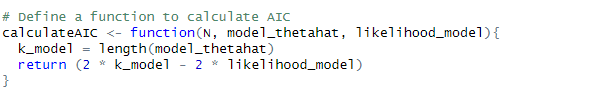 # Define a function to calculate AIC
calculateAIC <- function(N, model_thetahat, likelihood_model){
  k_model = length(model_thetahat)
  return (2 * k_model - 2 * likelihood_model)
}